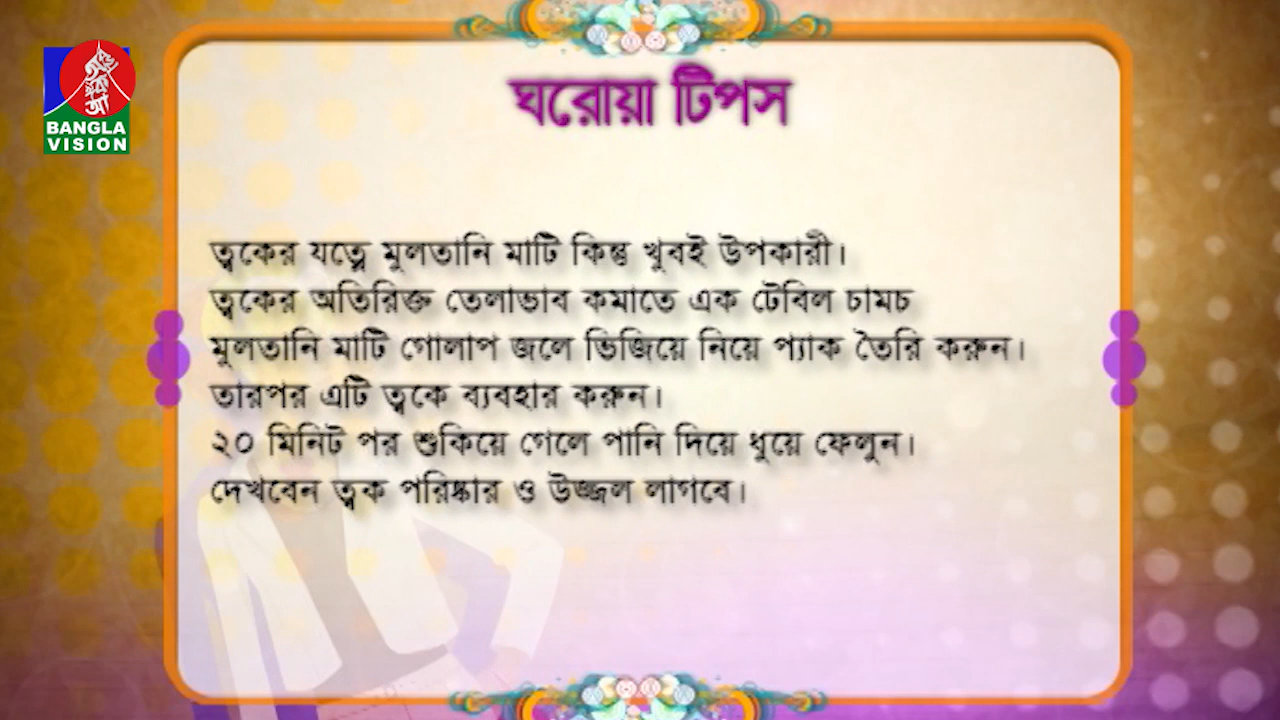 BANGLA
VISION
ঘরোয়া টিপস
ত্বকের যত্নে মুলতানি মাটি কিন্তু খুবই উপকারী।
ত্বকের অতিরিক্ত তেলাভাব কমাতে এক টেবিল চামচ
মুলতানি মাটি গোলাপ জলে ভিজিয়ে নিয়ে প্যাক তৈরি করুন।
তারপর এটি ত্বকে ব্যবহার করুন।
২০ মিনিট পর শুকিয়ে গেলে পানি দিয়ে ধুয়ে ফেলুন।
দেখবেন ত্বক পরিষ্কার ও উজ্জল লাগবে।